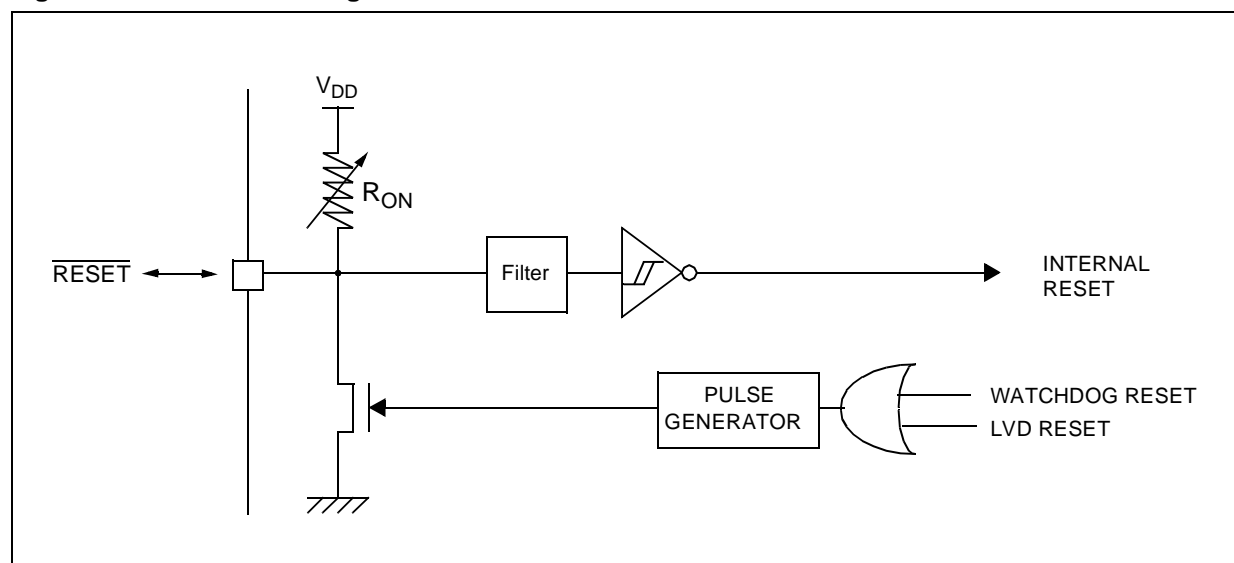 V_DD
R_ON
RESET
Filter
INTERNAL
RESET
PULSE
GENERATOR
WATCHDOG RESET
LVD RESET